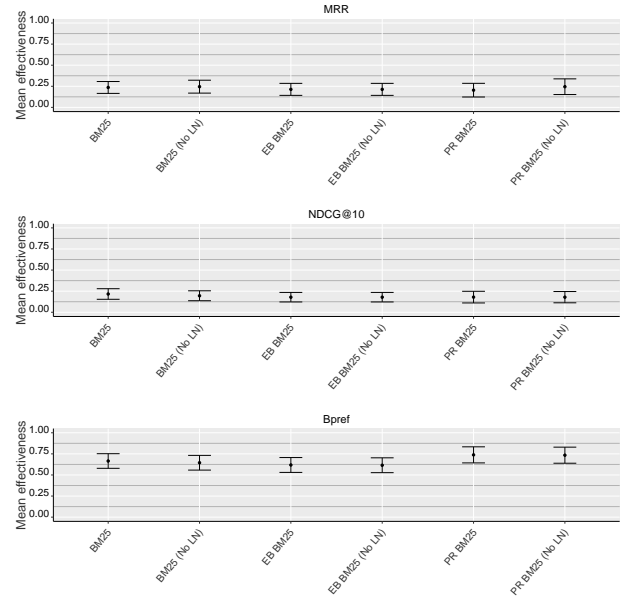 MRR
Mean effectiveness
1.00
0.75
0.50
0.25
0.00
BM25
BM25 (No LN)
EB BM25
EB BM25 (No LN)
PR BM25
PR BM25 (No LN)
NDCG@10
Mean effectiveness
1.00
0.75
0.50
0.25
0.00
BM25
BM25 (No LN)
EB BM25
EB BM25 (No LN)
PR BM25
PR BM25 (No LN)
Bpref
Mean effectiveness
1.00
0.75
0.50
0.25
0.00
BM25
BM25 (No LN)
EB BM25
EB BM25 (No LN)
PR BM25
PR BM25 (No LN)